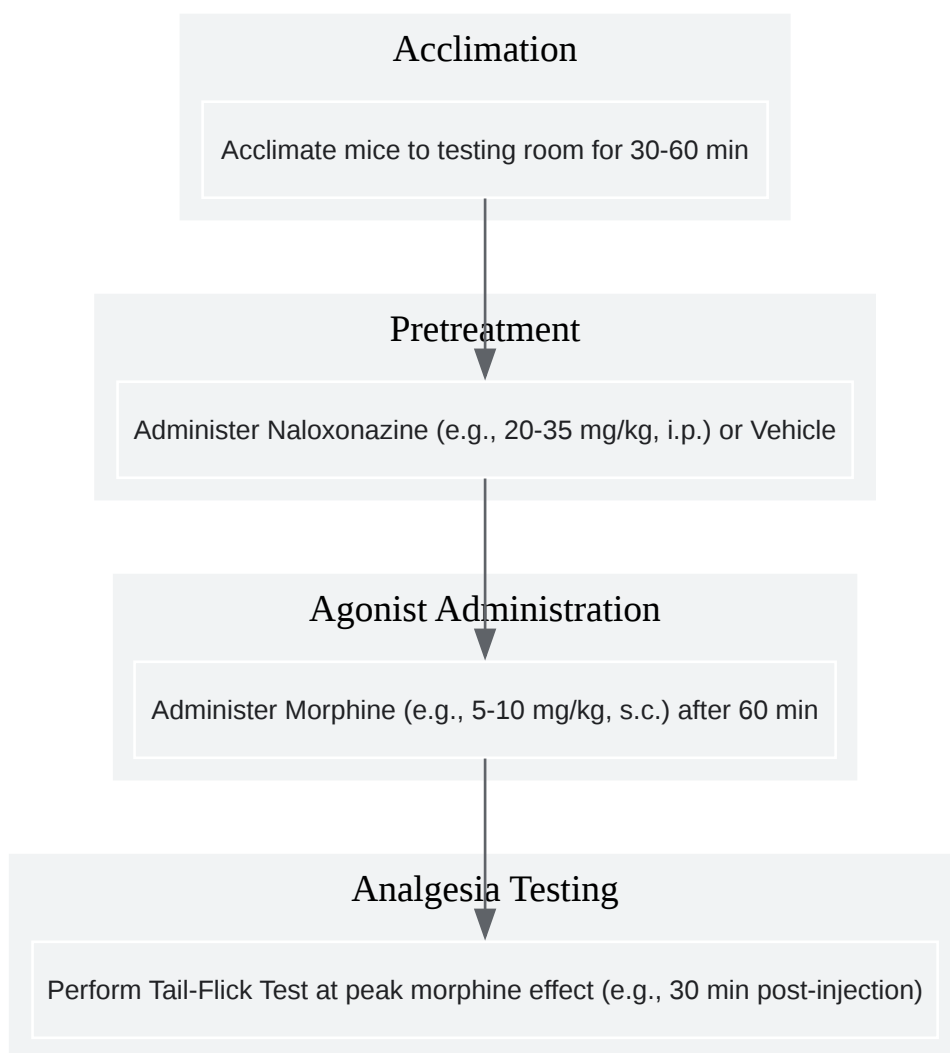 Acclimation
Acclimate mice to testing room for 30-60 min
Pretreatment
Administer Naloxonazine (e.g., 20-35 mg/kg, i.p.) or Vehicle
Agonist Administration
Administer Morphine (e.g., 5-10 mg/kg, s.c.) after 60 min
Analgesia Testing
Perform Tail-Flick Test at peak morphine effect (e.g., 30 min post-injection)